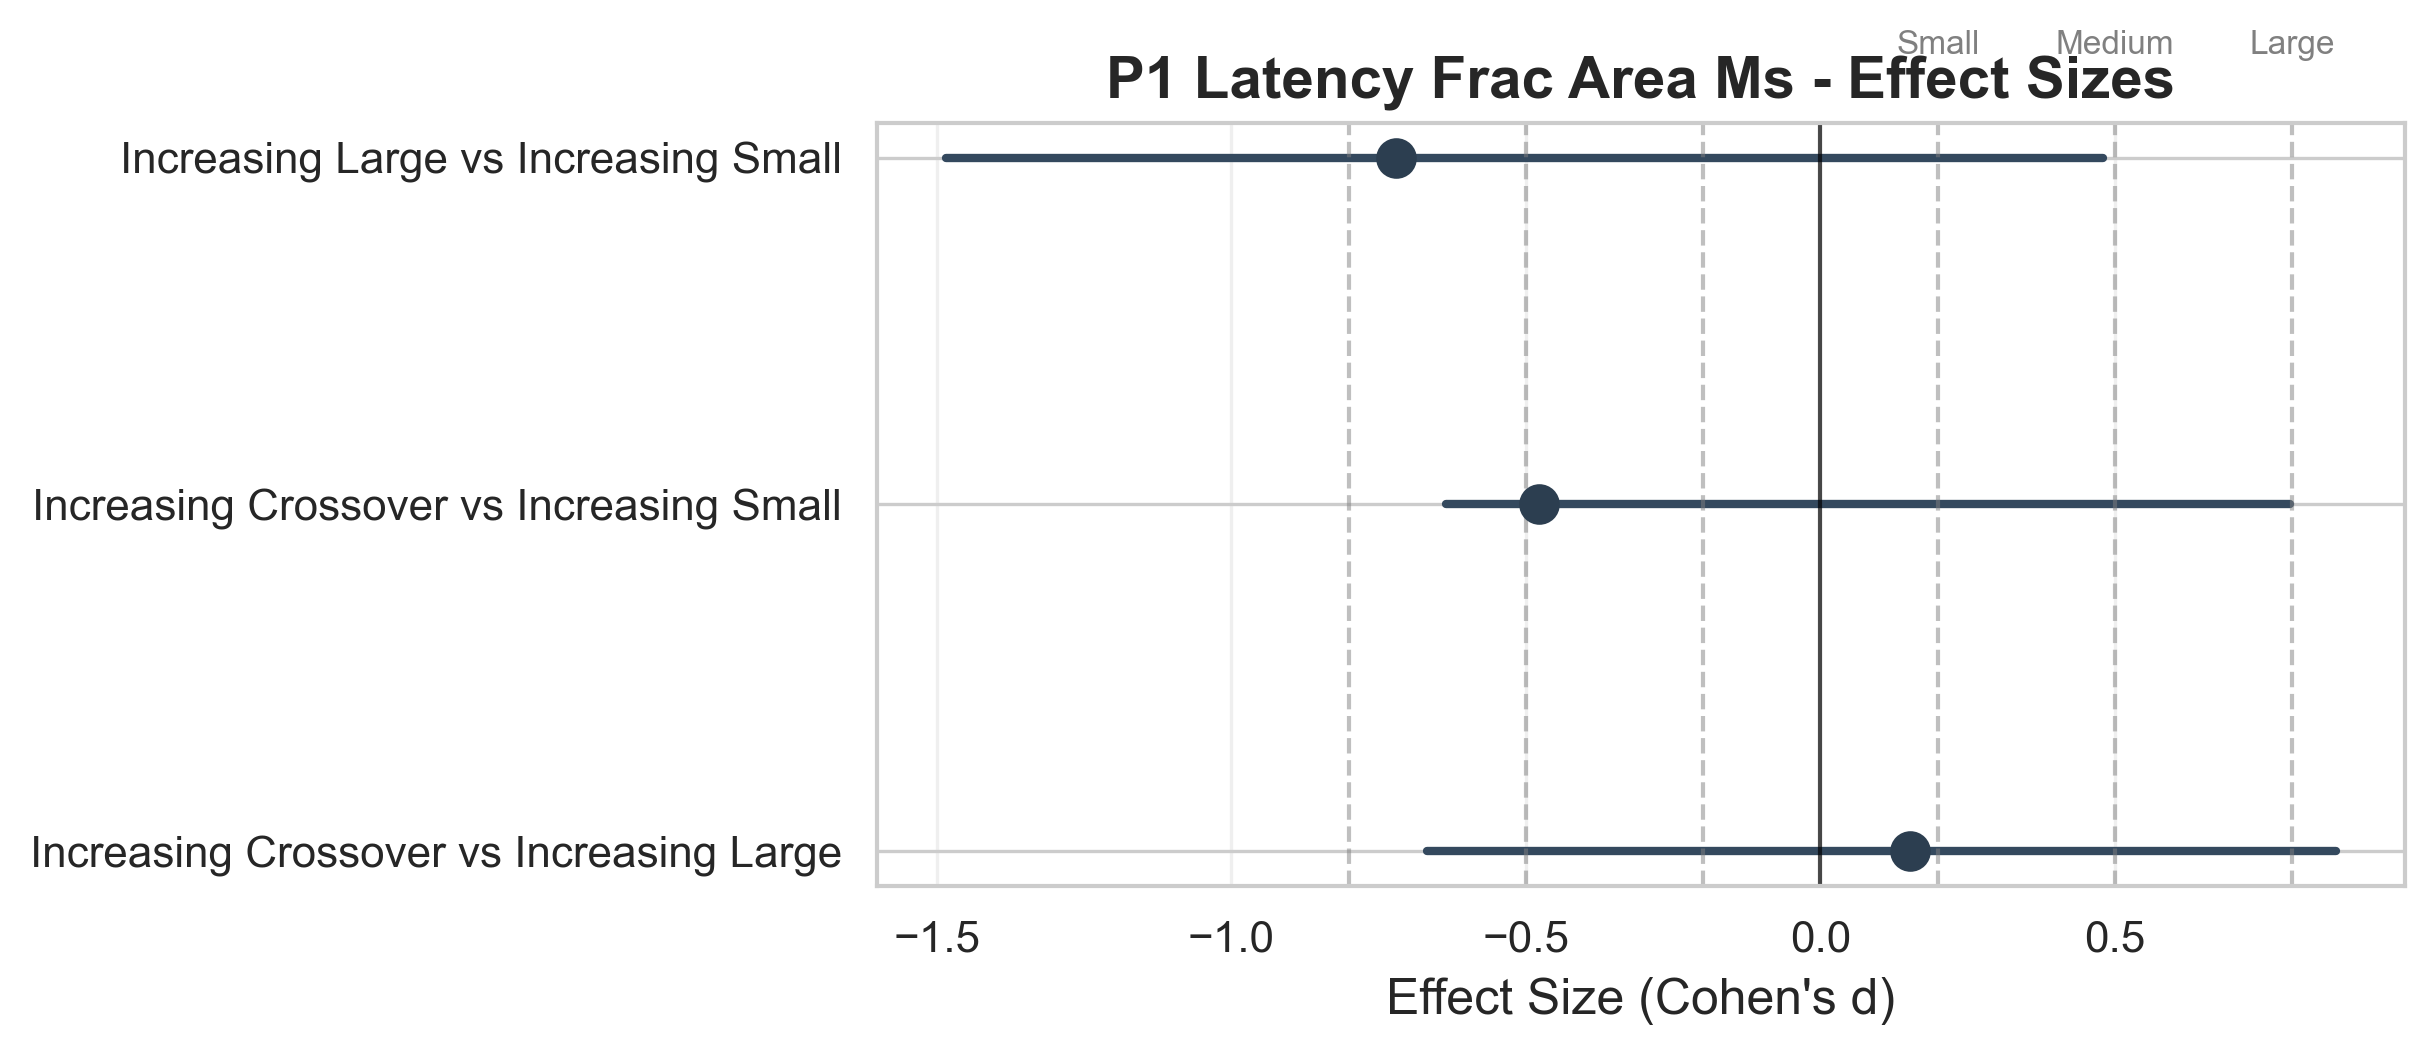 Small Medium Large
P1 Latency Frac Area Ms - Effect Sizes
Increasing Large vs Increasing Small
Increasing Crossover vs Increasing Small
Increasing Crossover vs Increasing Large
−1.5 −1.0 −0.5 0.0 0.5
Effect Size (Cohen's d)